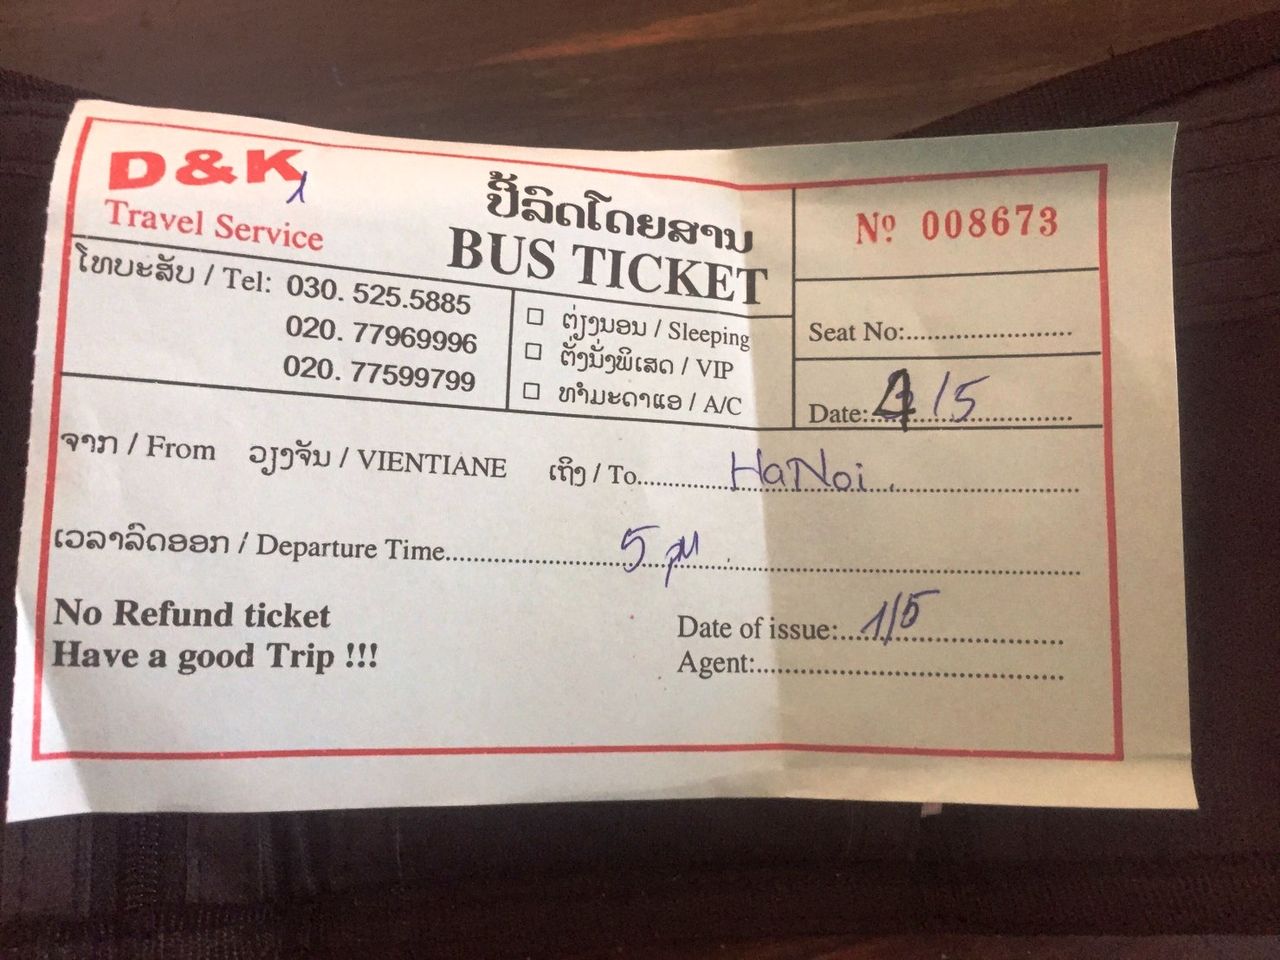 D&K
1
Travel Service
ປີ້ລົດໂດຍສານ
BUS TICKET
Nº 008673
ໂທບະສັບ / Tel: 030. 525.5885
020. 77969996
020. 77599799
☐ ຕ່ຽງນອນ / Sleeping
☐ ຕັ່ງນັ່ງພິເສດ / VIP
☐ ທຳມະດາແອ / A/C
Seat No:....................
Date: 4/5
ຈາກ / From ວຽງຈັນ / VIENTIANE ເຖິງ / To HaNoi
ເວລາລົດອອກ / Departure Time 5 pM
No Refund ticket
Have a good Trip !!!
Date of issue: 1/5
Agent:....................